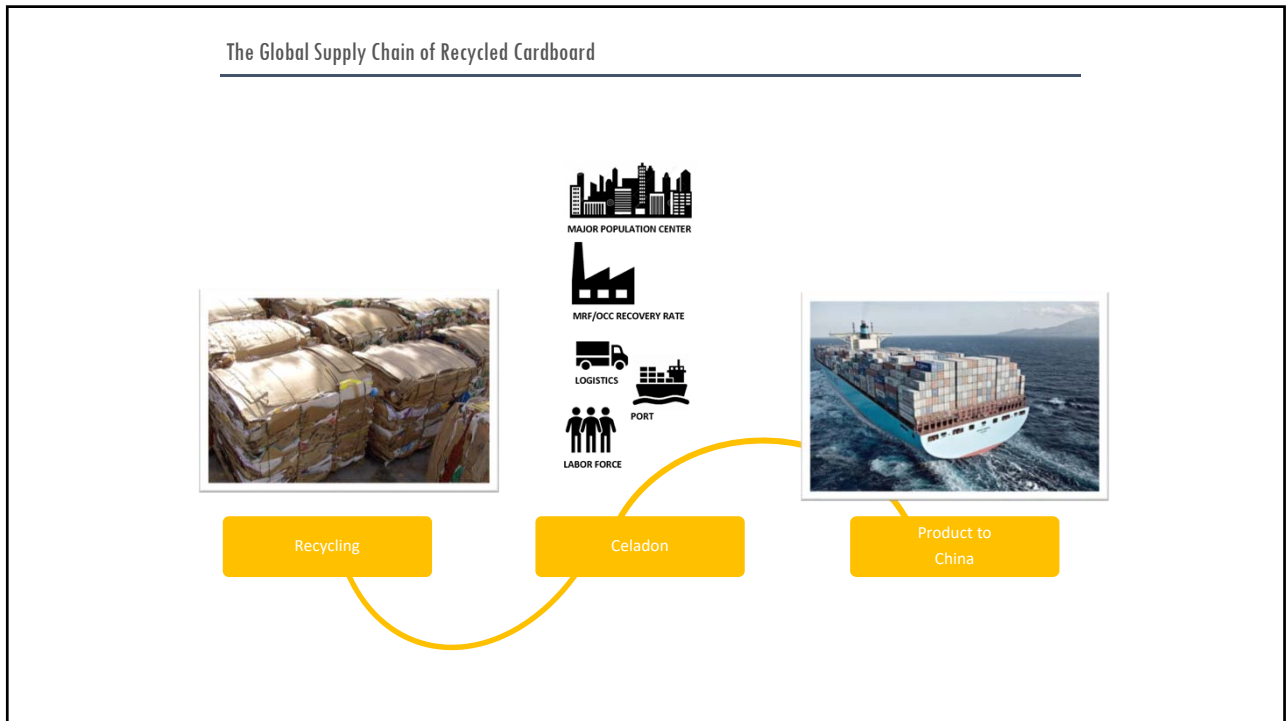 The Global Supply Chain of Recycled Cardboard
MAJOR POPULATION CENTER
MRF/OCC RECOVERY RATE
LOGISTICS
PORT
LABOR FORCE
Recycling
Celadon
Product to
China